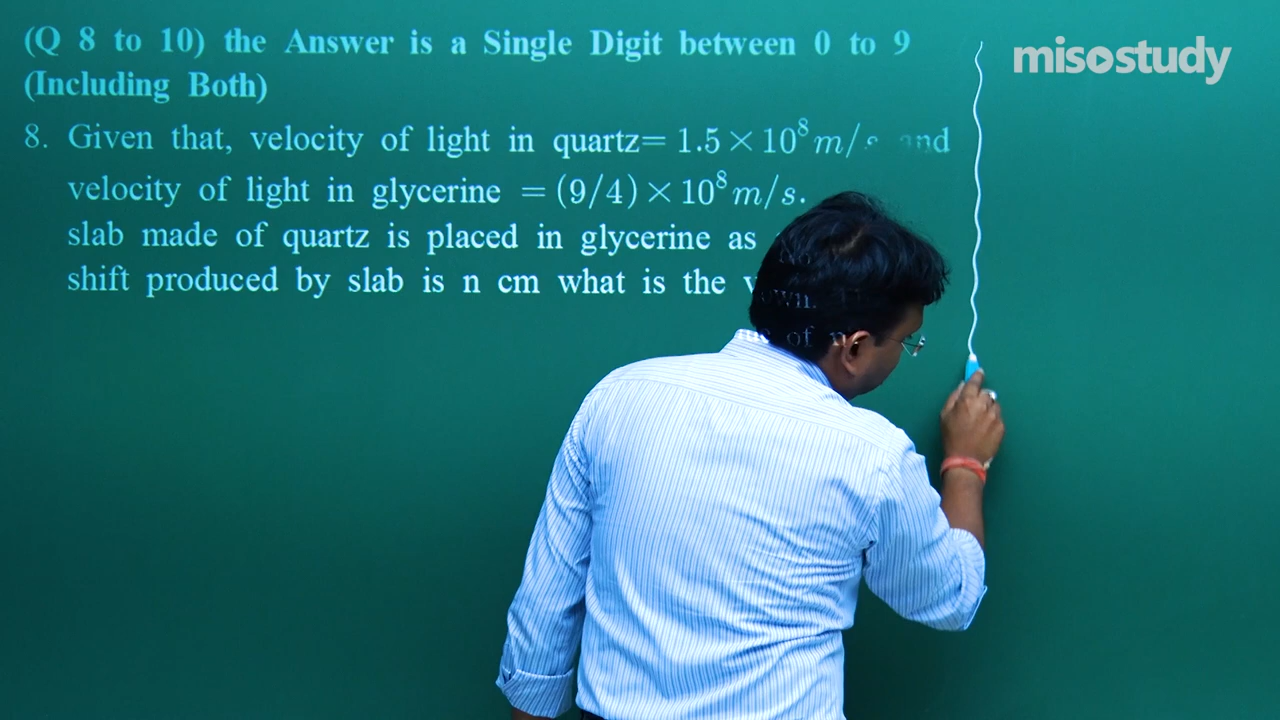 (Q 8 to 10) the Answer is a Single Digit between 0 to 9
(Including Both)
misostudy
8. Given that, velocity of light in quartz= 1.5 × 10⁸ m/s and
velocity of light in glycerine = (9/4) × 10⁸ m/s.
slab made of quartz is placed in glycerine as
shift produced by slab is n cm what is the
of n